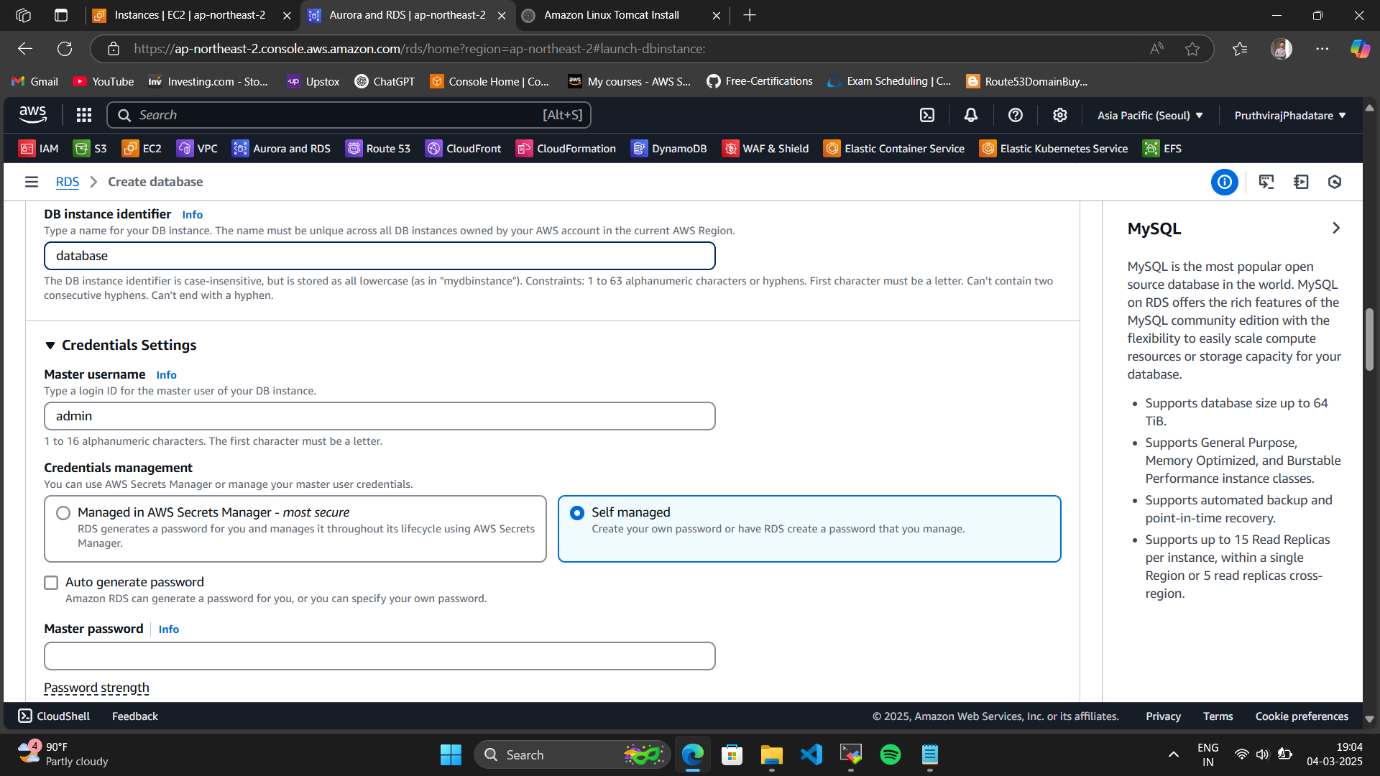 Instances | EC2 | ap-northeast-2
Aurora and RDS | ap-northeast-2
Amazon Linux Tomcat Install
https://ap-northeast-2.console.aws.amazon.com/rds/home?region=ap-northeast-2#launch-dbinstance:
Gmail
YouTube
inv Investing.com - Sto...
up Upstox
ChatGPT
Console Home | Co...
aws My courses - AWS S...
Free-Certifications
Exam Scheduling | C...
Route53DomainBuy...
aws
Search [Alt+S]
Asia Pacific (Seoul) ▼
PruthvirajPhadatare ▼
IAM
S3
EC2
VPC
Aurora and RDS
Route 53
CloudFront
CloudFormation
DynamoDB
WAF & Shield
Elastic Container Service
Elastic Kubernetes Service
EFS
RDS > Create database
DB instance identifier Info
Type a name for your DB instance. The name must be unique across all DB instances owned by your AWS account in the current AWS Region.
database
The DB instance identifier is case-insensitive, but is stored as all lowercase (as in "mydbinstance"). Constraints: 1 to 63 alphanumeric characters or hyphens. First character must be a letter. Can't contain two
consecutive hyphens. Can't end with a hyphen.
▼ Credentials Settings
Master username Info
Type a login ID for the master user of your DB instance.
admin
1 to 16 alphanumeric characters. The first character must be a letter.
Credentials management
You can use AWS Secrets Manager or manage your master user credentials.
Managed in AWS Secrets Manager - most secure
RDS generates a password for you and manages it throughout its lifecycle using AWS Secrets
Manager.
Self managed
Create your own password or have RDS create a password that you manage.
Auto generate password
Amazon RDS can generate a password for you, or you can specify your own password.
Master password Info
Password strength
MySQL
MySQL is the most popular open
source database in the world. MySQL
on RDS offers the rich features of the
MySQL community edition with the
flexibility to easily scale compute
resources or storage capacity for your
database.
• Supports database size up to 64
TiB.
• Supports General Purpose,
Memory Optimized, and Burstable
Performance instance classes.
• Supports automated backup and
point-in-time recovery.
• Supports up to 15 Read Replicas
per instance, within a single
Region or 5 read replicas cross-
region.
CloudShell
Feedback
© 2025, Amazon Web Services, Inc. or its affiliates.
Privacy
Terms
Cookie preferences
4
90°F
Partly cloudy
Search
ENG
IN
19:04
04-03-2025